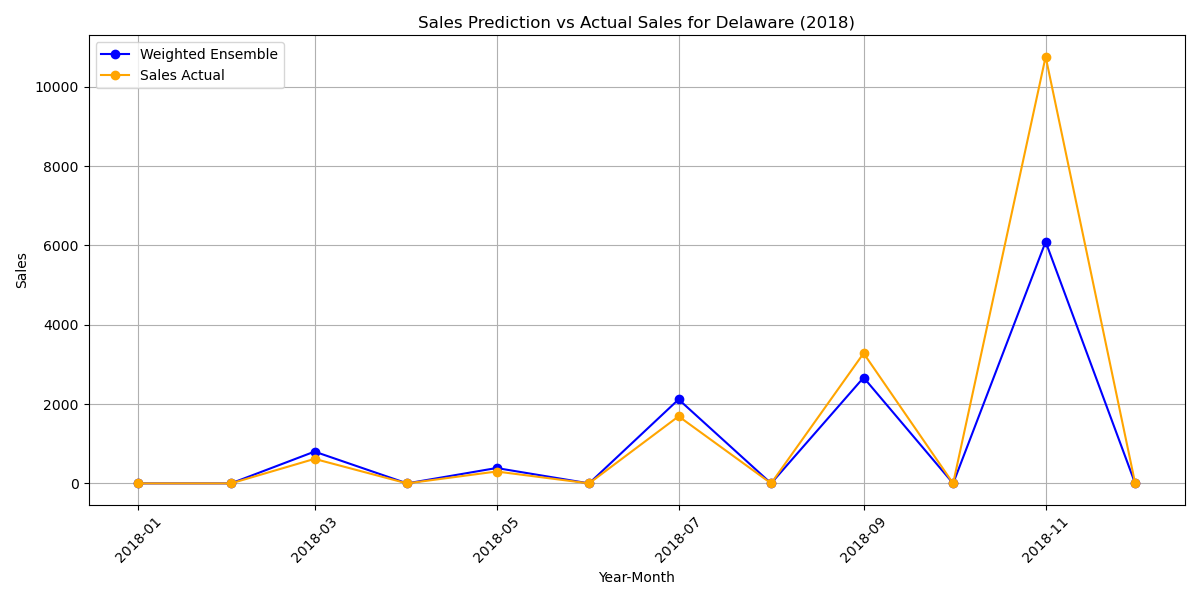 Sales Prediction vs Actual Sales for Delaware (2018)
Weighted Ensemble
Sales Actual
10000
8000
6000
4000
2000
0
Sales
2018-01
2018-03
2018-05
2018-07
2018-09
2018-11
Year-Month